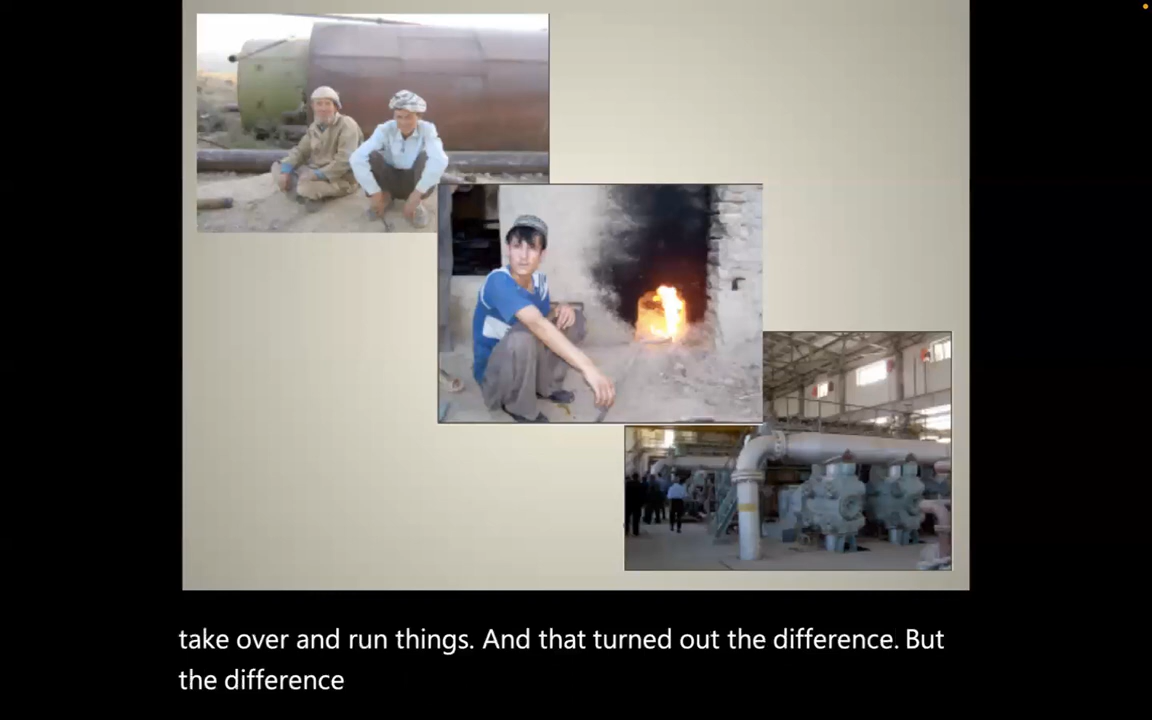 take over and run things. And that turned out the difference. But
the difference